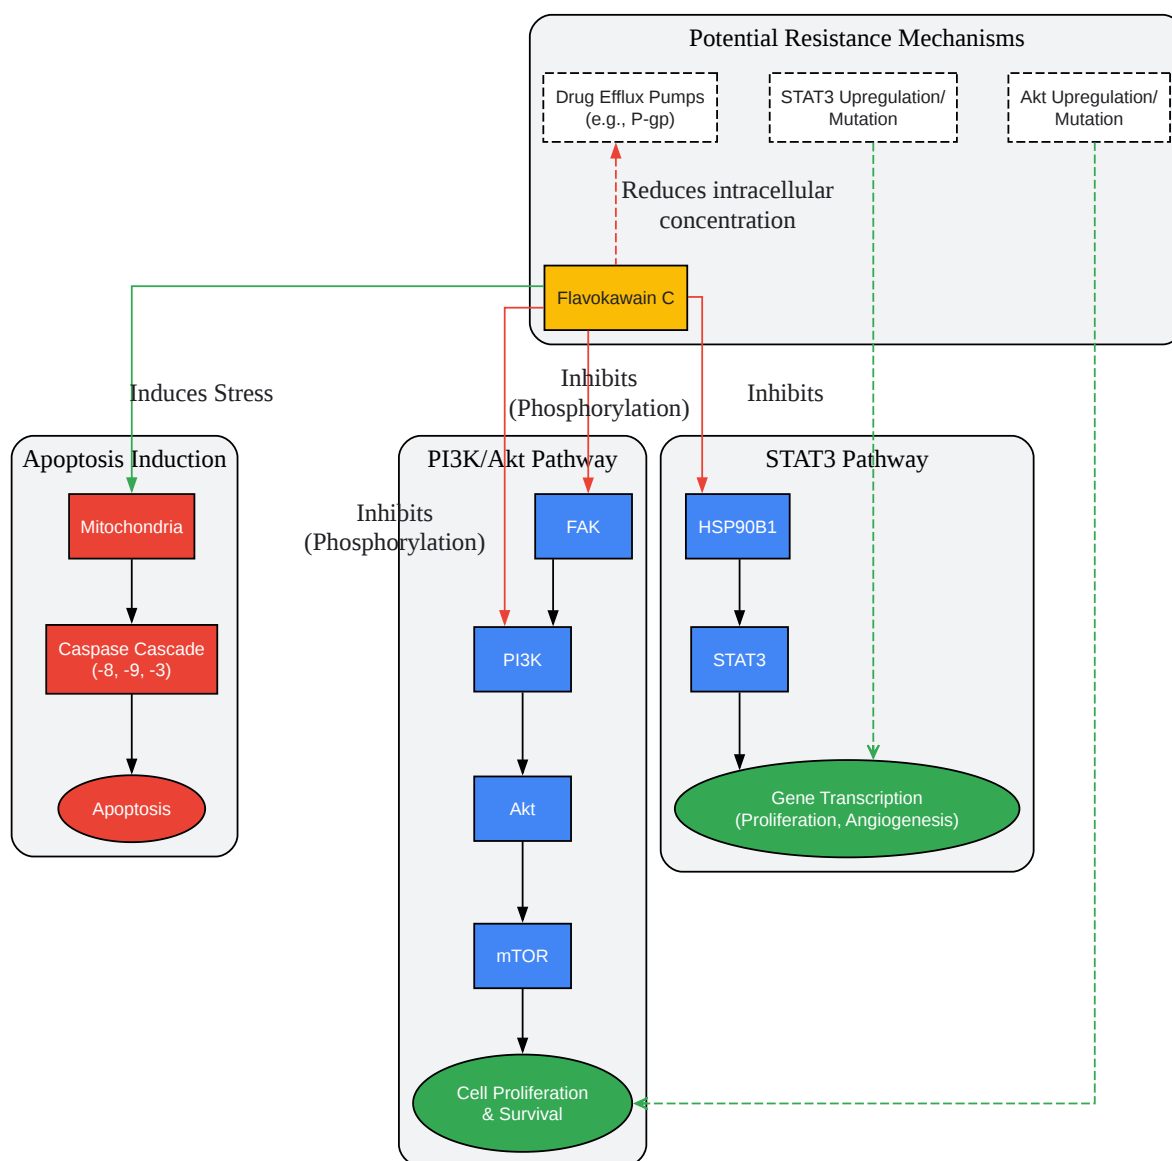 Potential Resistance Mechanisms
Drug Efflux Pumps
(e.g., P-gp)
STAT3 Upregulation/
Mutation
Akt Upregulation/
Mutation
Reduces intracellular
concentration
Flavokawain C
Induces Stress
Inhibits
(Phosphorylation)
Inhibits
Apoptosis Induction
PI3K/Akt Pathway
STAT3 Pathway
Mitochondria
Inhibits
(Phosphorylation)
FAK
HSP90B1
Caspase Cascade
(-8, -9, -3)
PI3K
STAT3
Apoptosis
Akt
Gene Transcription
(Proliferation, Angiogenesis)
mTOR
Cell Proliferation
& Survival